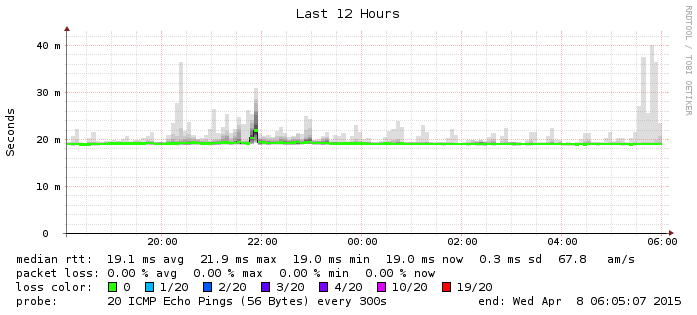 Last 12 Hours
RRDTOOL / TOBI OETIKER
Seconds
40 m
30 m
20 m
10 m
0
20:00 22:00 00:00 02:00 04:00 06:00
median rtt: 19.1 ms avg 21.9 ms max 19.0 ms min 19.0 ms now 0.3 ms sd 67.8 am/s
packet loss: 0.00 % avg 0.00 % max 0.00 % min 0.00 % now
loss color: 0 1/20 2/20 3/20 4/20 10/20 19/20
probe: 20 ICMP Echo Pings (56 Bytes) every 300s end: Wed Apr 8 06:05:07 2015